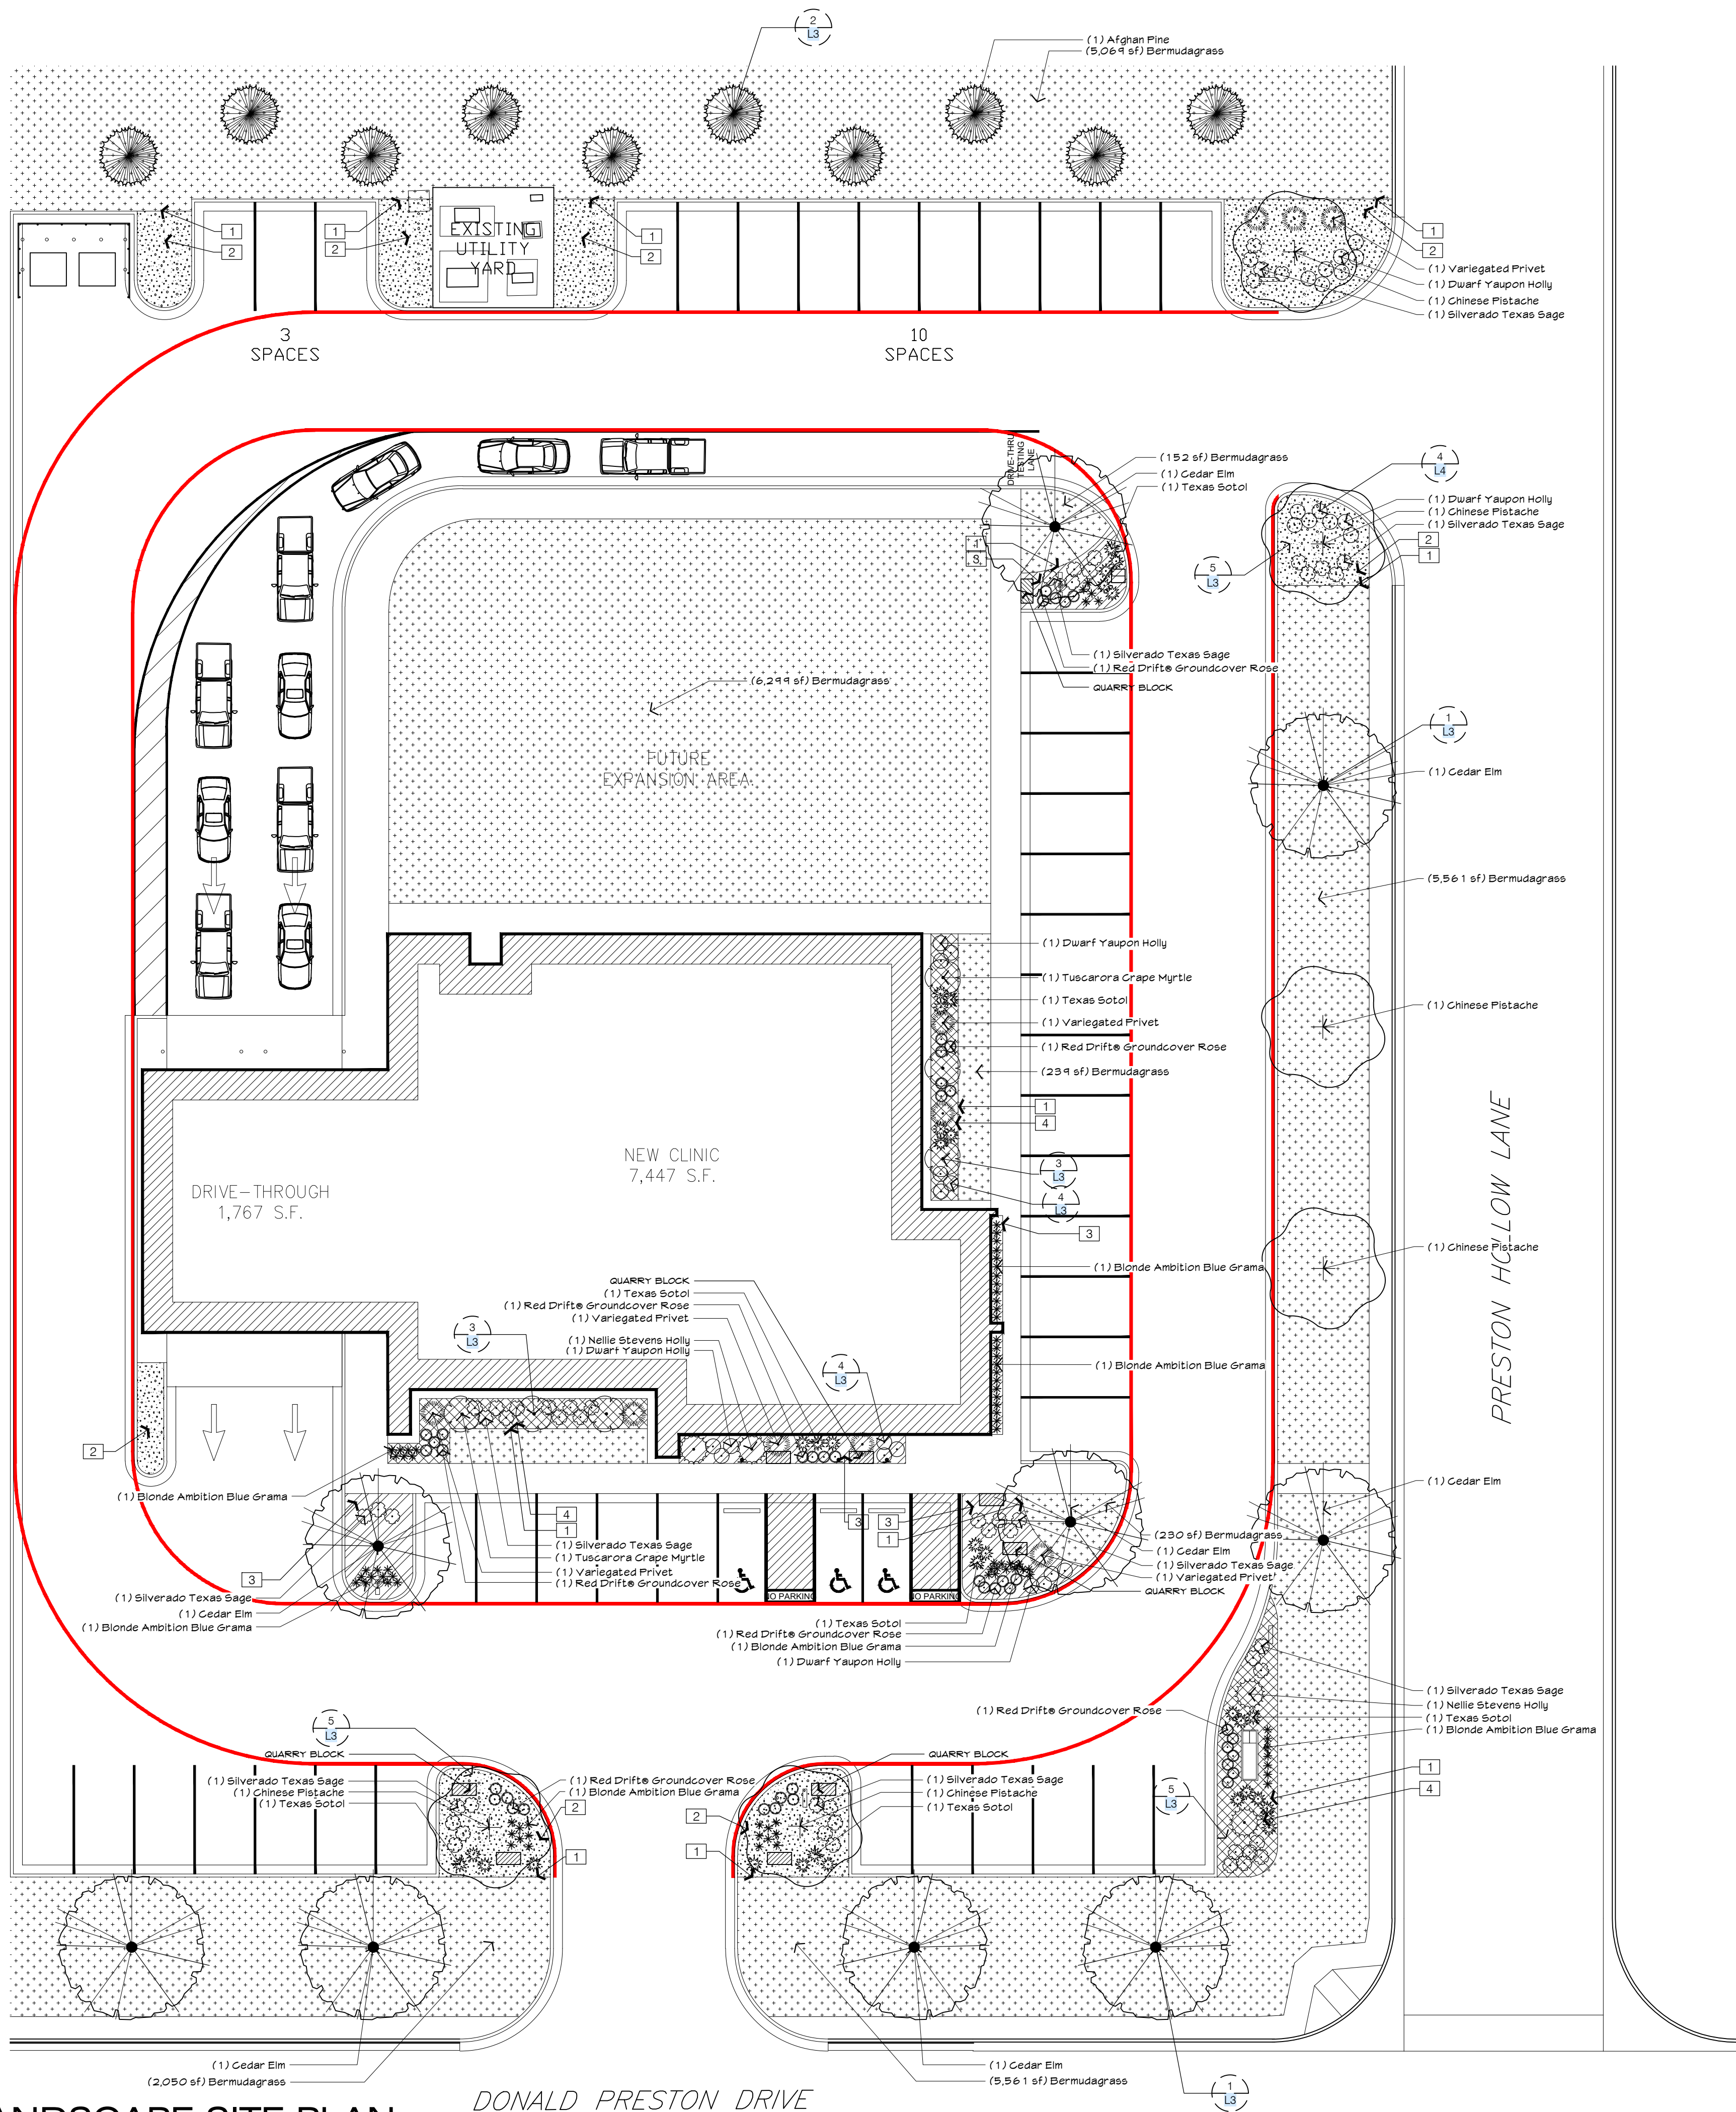 2
L3
(1) Afghan Pine
(5,069 sf) Bermudagrass
1
2
1
2
EXISTING
UTILITY
YARD
1
2
1
2
(1) Variegated Privet
(1) Dwarf Yaupon Holly
(1) Chinese Pistache
(1) Silverado Texas Sage
3
SPACES
10
SPACES
DRIVE-THRU
TESTING
LANE
(152 sf) Bermudagrass
(1) Cedar Elm
(1) Texas Sotol
4
L4
(1) Dwarf Yaupon Holly
(1) Chinese Pistache
(1) Silverado Texas Sage
2
1
1
3
5
L3
(1) Silverado Texas Sage
(1) Red Drift® Groundcover Rose
QUARRY BLOCK
(6,299 sf) Bermudagrass
1
L3
FUTURE
EXPANSION AREA
(1) Cedar Elm
(5,561 sf) Bermudagrass
(1) Dwarf Yaupon Holly
(1) Tuscarora Crape Myrtle
(1) Texas Sotol
(1) Variegated Privet
(1) Red Drift® Groundcover Rose
(239 sf) Bermudagrass
1
4
(1) Chinese Pistache
NEW CLINIC
7,447 S.F.
DRIVE-THROUGH
1,767 S.F.
3
L3
4
L3
3
PRESTON HOLLOW LANE
(1) Chinese Pistache
(1) Blonde Ambition Blue Grama
QUARRY BLOCK
(1) Texas Sotol
(1) Red Drift® Groundcover Rose
(1) Variegated Privet
(1) Nellie Stevens Holly
(1) Dwarf Yaupon Holly
3
L3
4
L3
(1) Blonde Ambition Blue Grama
2
(1) Blonde Ambition Blue Grama
4
1
3
3
1
(1) Cedar Elm
(1) Silverado Texas Sage
(1) Tuscarora Crape Myrtle
(1) Variegated Privet
(1) Red Drift® Groundcover Rose
(230 sf) Bermudagrass
(1) Cedar Elm
(1) Silverado Texas Sage
(1) Variegated Privet
QUARRY BLOCK
3
(1) Silverado Texas Sage
(1) Cedar Elm
(1) Blonde Ambition Blue Grama
NO PARKING
NO PARKING
(1) Texas Sotol
(1) Red Drift® Groundcover Rose
(1) Blonde Ambition Blue Grama
(1) Dwarf Yaupon Holly
(1) Silverado Texas Sage
(1) Nellie Stevens Holly
(1) Texas Sotol
(1) Blonde Ambition Blue Grama
(1) Red Drift® Groundcover Rose
1
4
5
L3
QUARRY BLOCK
(1) Silverado Texas Sage
(1) Chinese Pistache
(1) Texas Sotol
(1) Red Drift® Groundcover Rose
(1) Blonde Ambition Blue Grama
2
1
QUARRY BLOCK
(1) Silverado Texas Sage
(1) Chinese Pistache
(1) Texas Sotol
2
1
5
L3
(1) Cedar Elm
(2,050 sf) Bermudagrass
(1) Cedar Elm
(5,561 sf) Bermudagrass
1
L3
DONALD PRESTON DRIVE
SITE PLAN